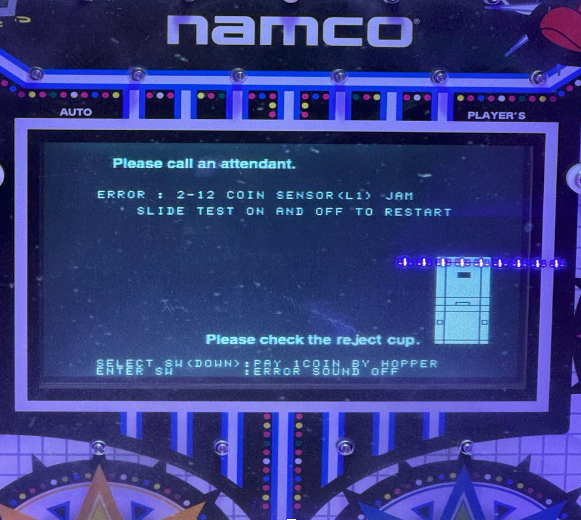 namco
AUTO
PLAYER'S
Please call an attendant.
ERROR : 2-12 COIN SENSOR(L1) JAM
SLIDE TEST ON AND OFF TO RESTART
Please check the reject cup.
SELECT SW(DOWN):PAY 1COIN BY HOPPER
ENTER SW :ERROR SOUND OFF